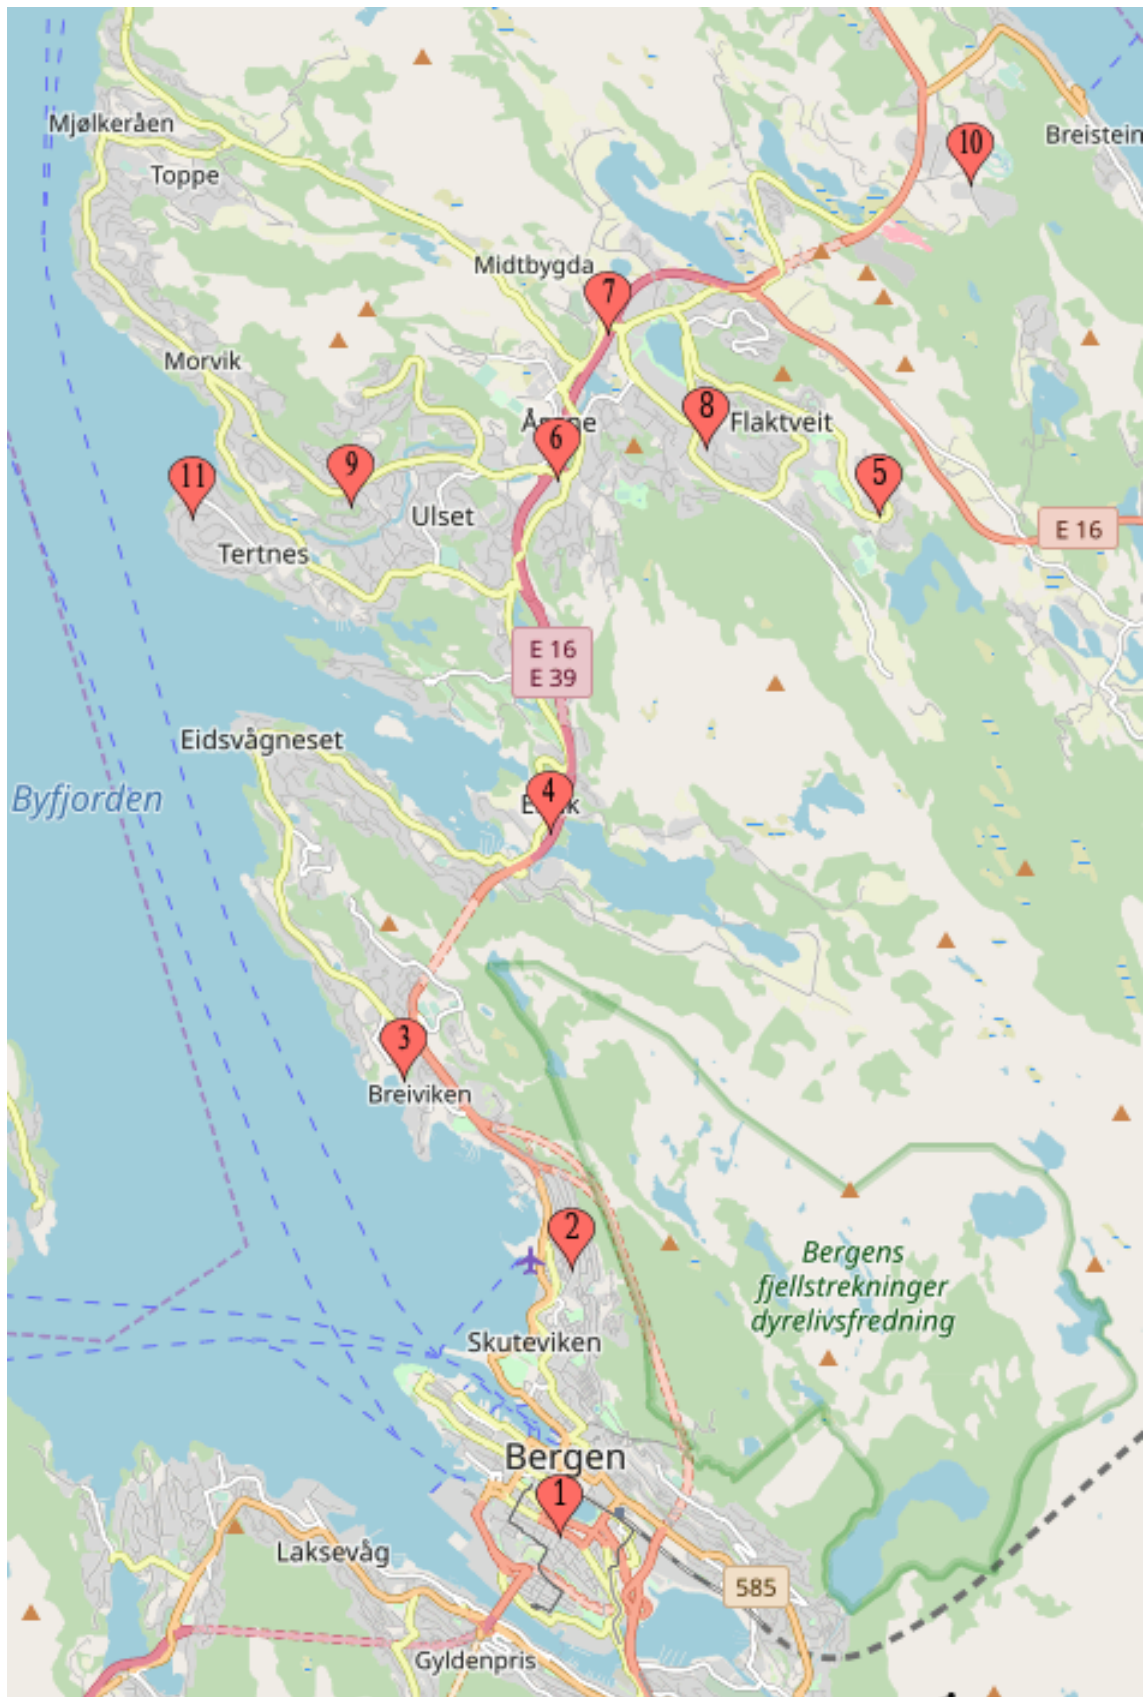 Mjølkeråen
Toppe
10
Breistein
Midtbygda
7
Morvik
8
Flaktveit
6
9
5
11
Ulset
E 16
Tertnes
E 16
E 39
Eidsvågneset
Byfjorden
4
3
Breiviken
2
Bergens
fjellstrekninger
dyrelivsfredning
Skuteviken
Bergen
1
Laksevåg
585
Gyldenpris